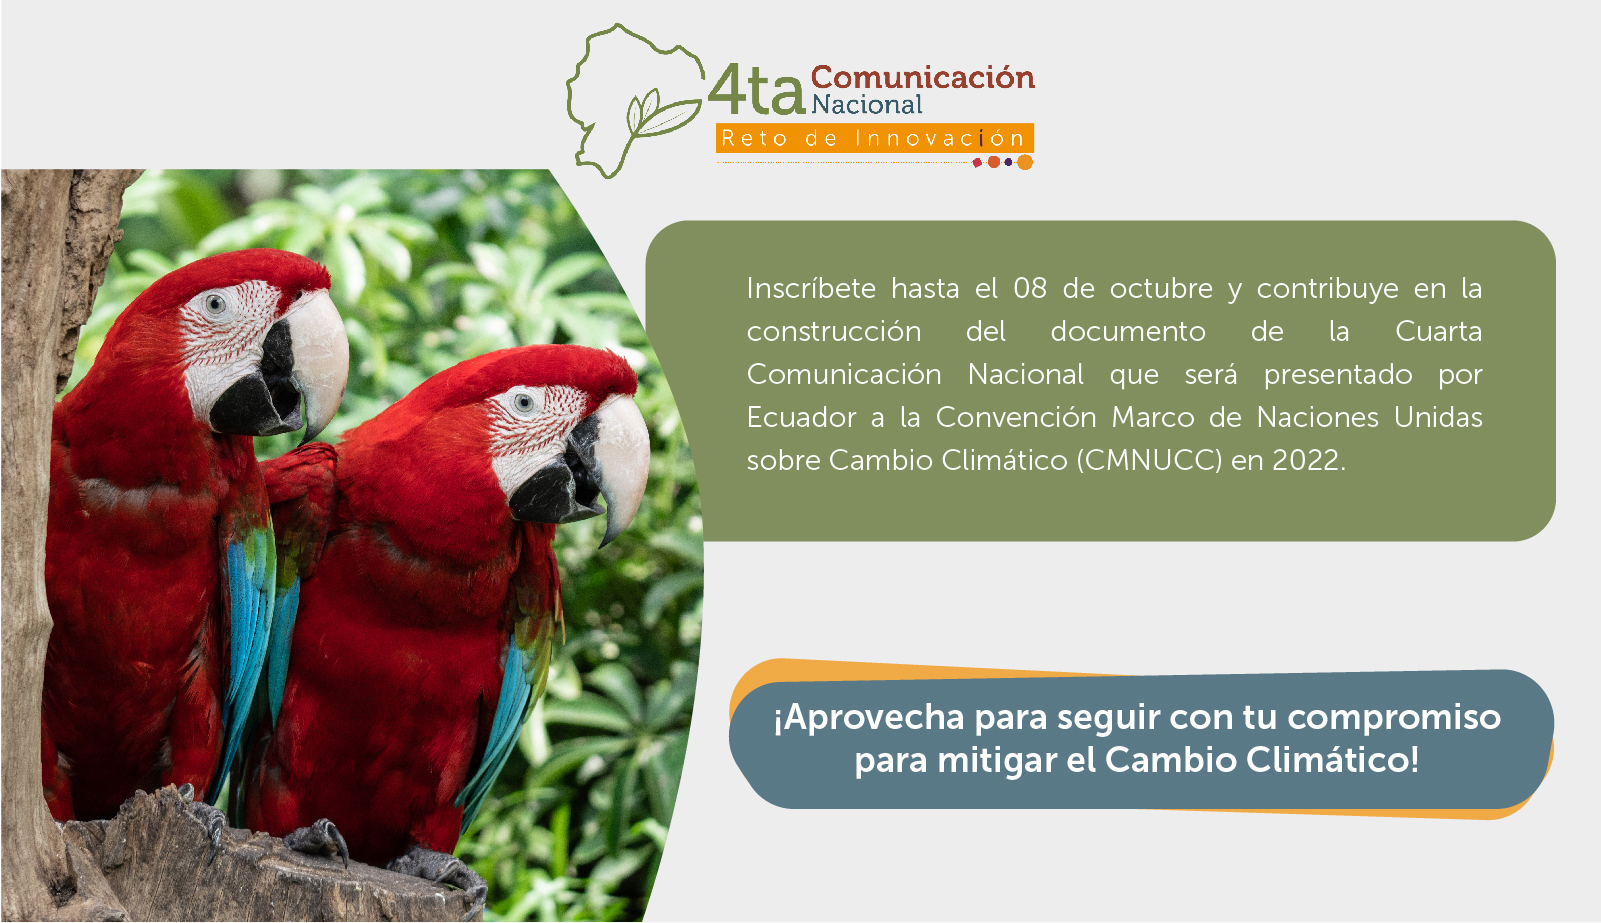 4ta Comunicación
Nacional
Reto de Innovación
Inscríbete hasta el 08 de octubre y contribuye en la
construcción del documento de la Cuarta
Comunicación Nacional que será presentado por
Ecuador a la Convención Marco de Naciones Unidas
sobre Cambio Climático (CMNUCC) en 2022.
¡Aprovecha para seguir con tu compromiso
para mitigar el Cambio Climático!